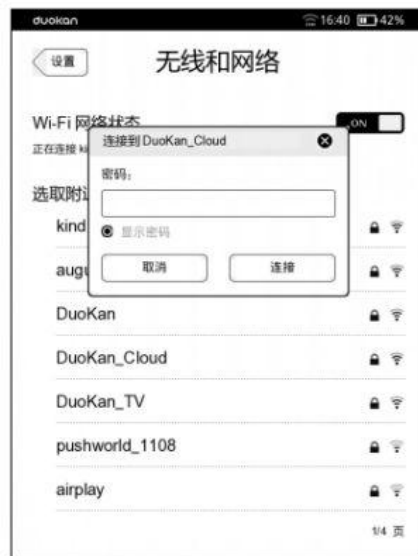 duokan 16:40 42%
设置
无线和网络
Wi-Fi 网络状态 ON
正在连接
连接到 DuoKan_Cloud
密码:
选取附
显示密码
kind
取消 连接
augu
DuoKan
DuoKan_Cloud
DuoKan_TV
pushworld_1108
airplay
1/4 页